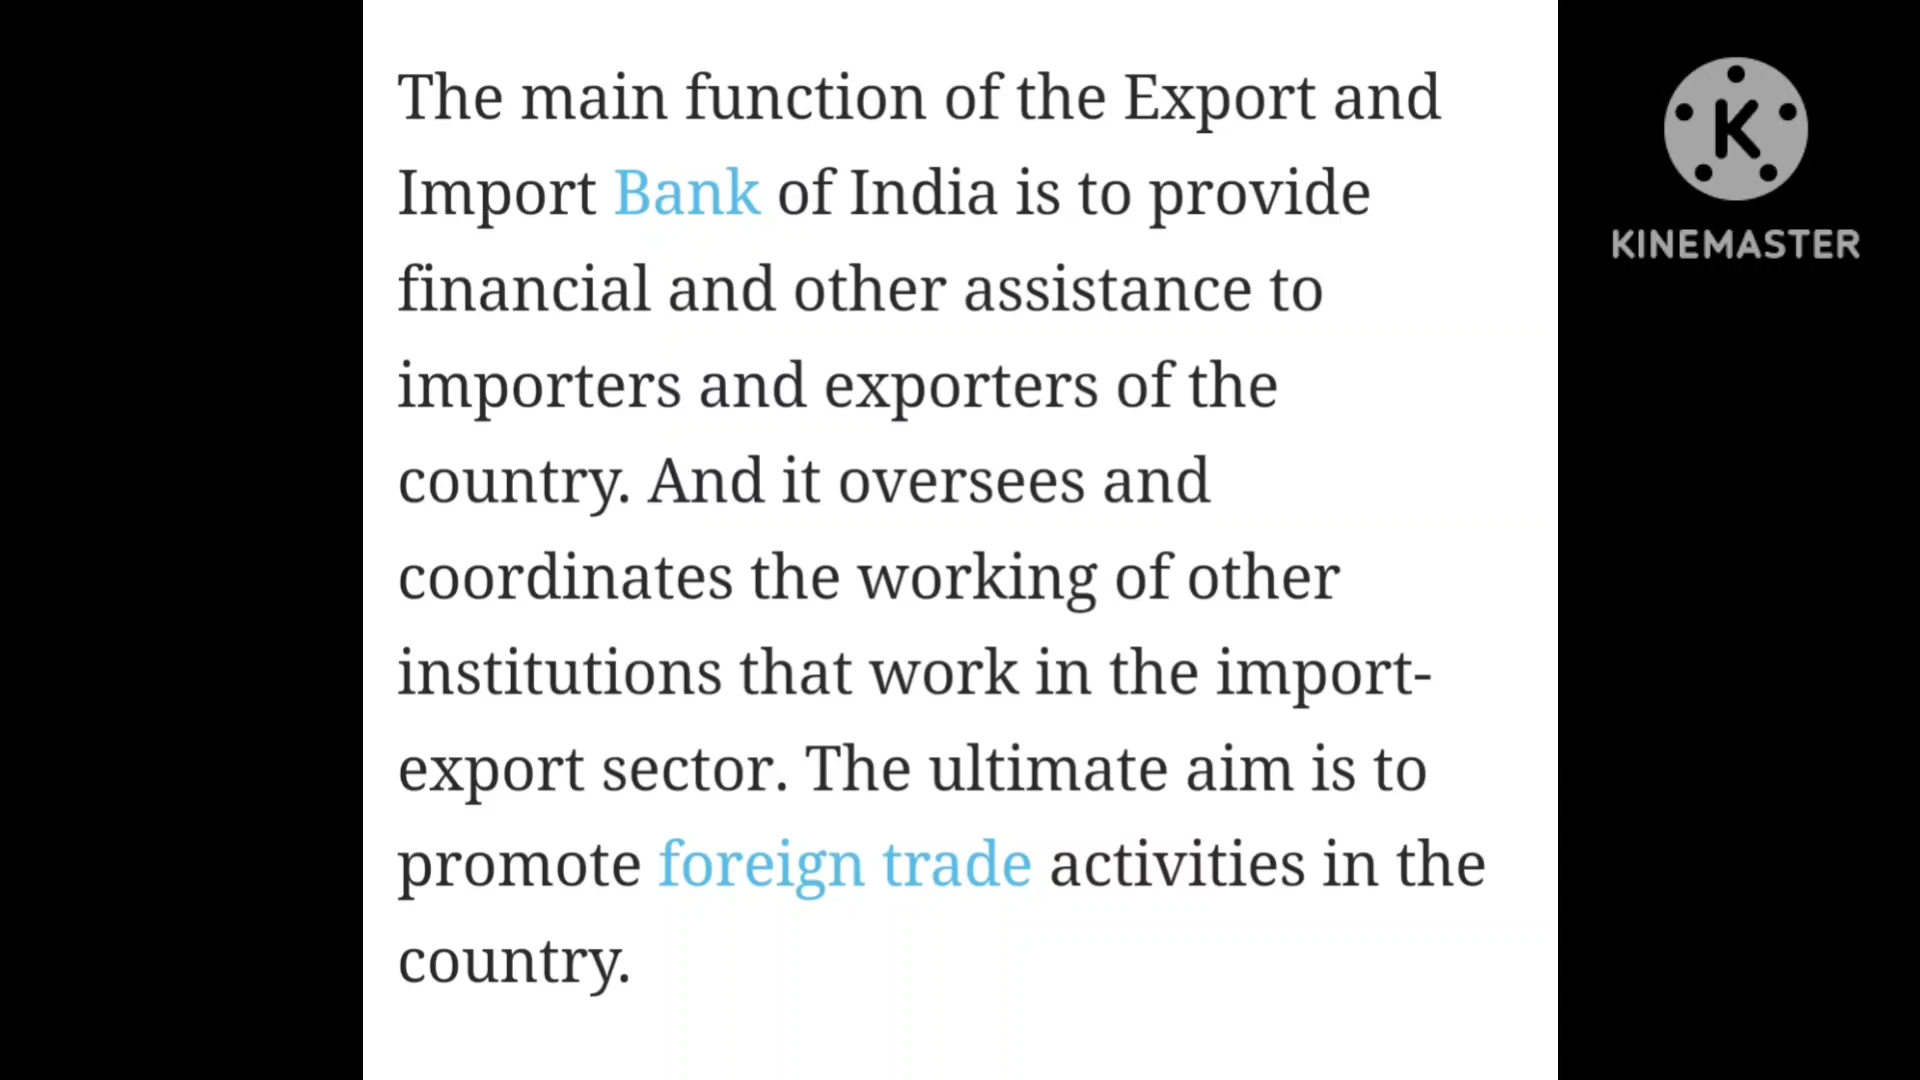 The main function of the Export and
Import Bank of India is to provide
financial and other assistance to
importers and exporters of the
country. And it oversees and
coordinates the working of other
institutions that work in the import-
export sector. The ultimate aim is to
promote foreign trade activities in the
country.
K
KINEMASTER